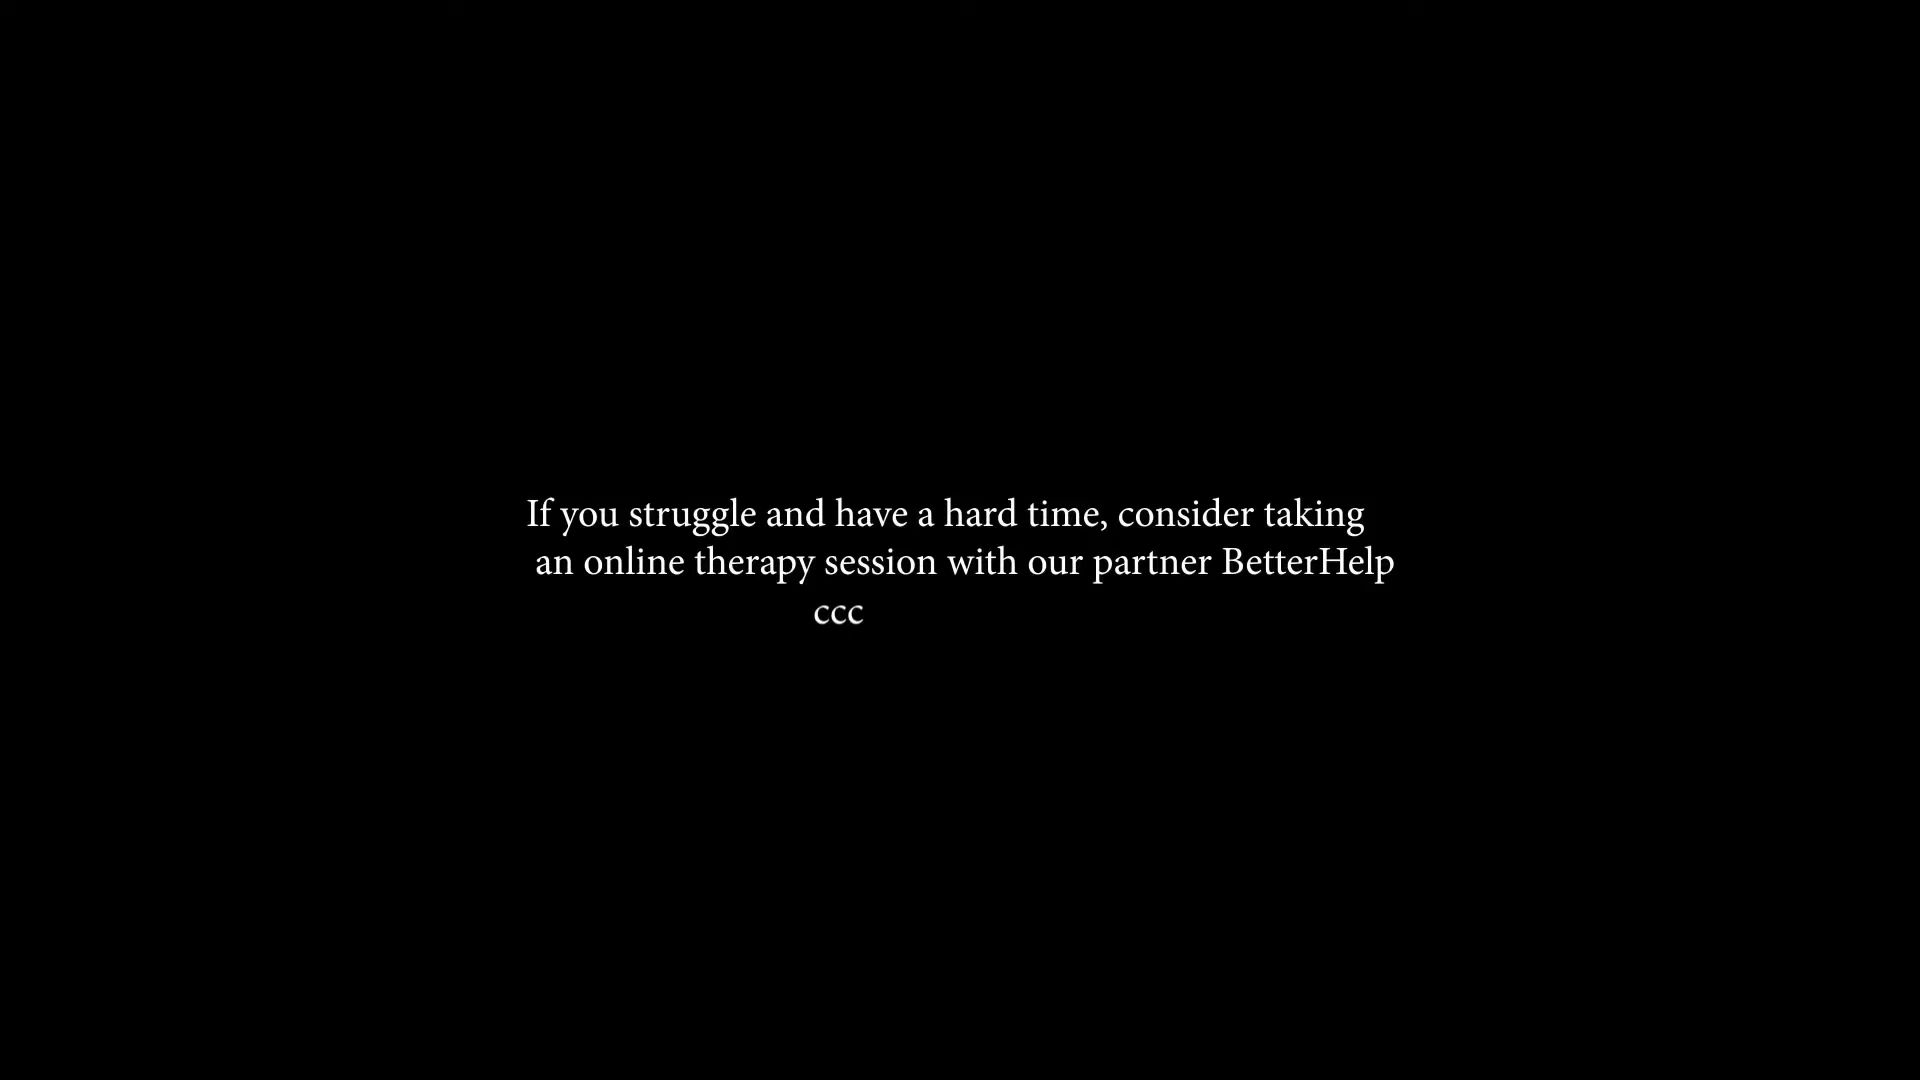 If you struggle and have a hard time, consider taking
an online therapy session with our partner BetterHelp
ccc